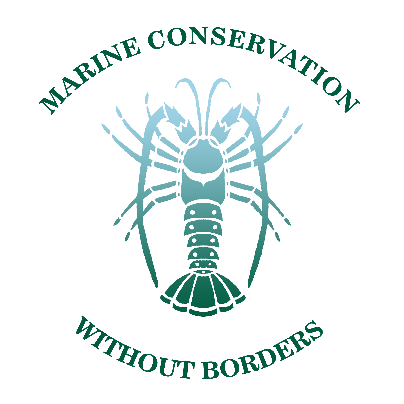 MARINE CONSERVATION
WITHOUT BORDERS